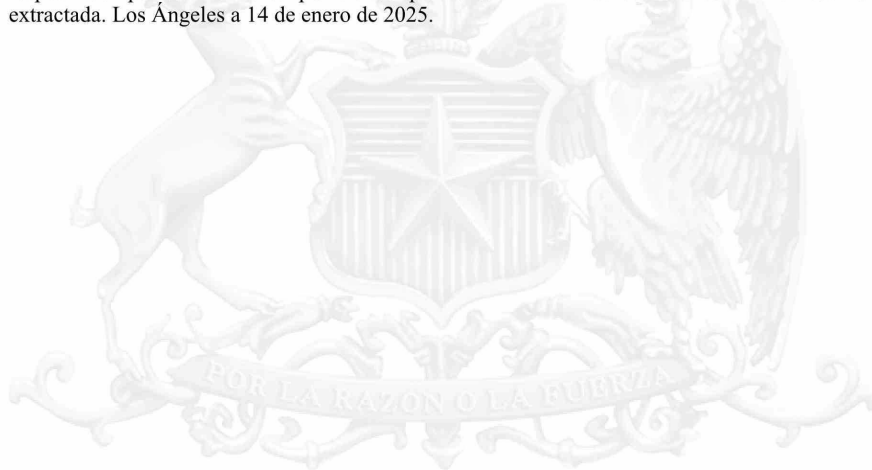 extractada. Los Ángeles a 14 de enero de 2025.
POR LA RAZON O LA FUERZA